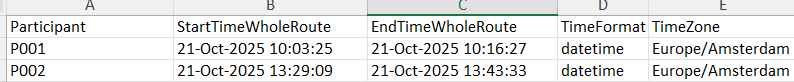 A B C D E
Participant StartTimeWholeRoute EndTimeWholeRoute TimeFormat TimeZone
P001 21-Oct-2025 10:03:25 21-Oct-2025 10:16:27 datetime Europe/Amsterdam
P002 21-Oct-2025 13:29:09 21-Oct-2025 13:43:33 datetime Europe/Amsterdam